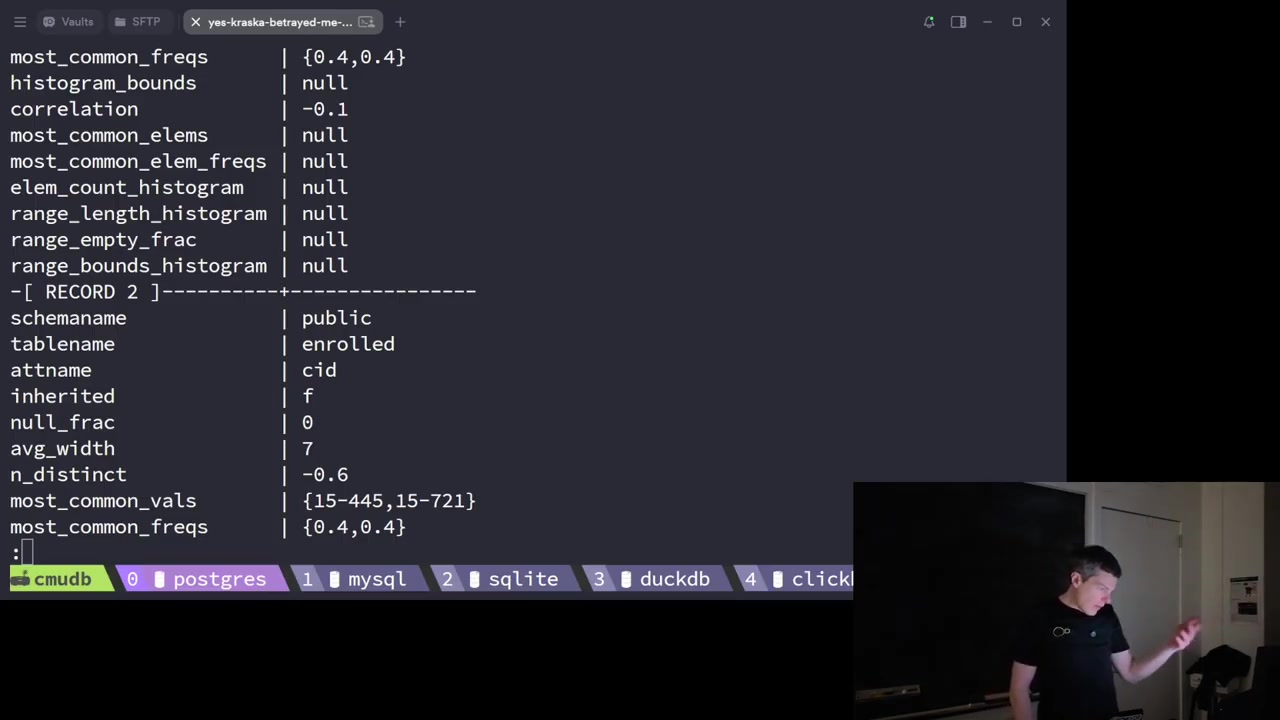 Vaults SFTP yes-kraska-betrayed-me-...
most_common_freqs | {0.4,0.4}
histogram_bounds | null
correlation | -0.1
most_common_elems | null
most_common_elem_freqs | null
elem_count_histogram | null
range_length_histogram | null
range_empty_frac | null
range_bounds_histogram | null
-[ RECORD 2 ]----------+----------------
schemaname | public
tablename | enrolled
attname | cid
inherited | f
null_frac | 0
avg_width | 7
n_distinct | -0.6
most_common_vals | {15-445,15-721}
most_common_freqs | {0.4,0.4}
:
cmudb 0 postgres 1 mysql 2 sqlite 3 duckdb 4